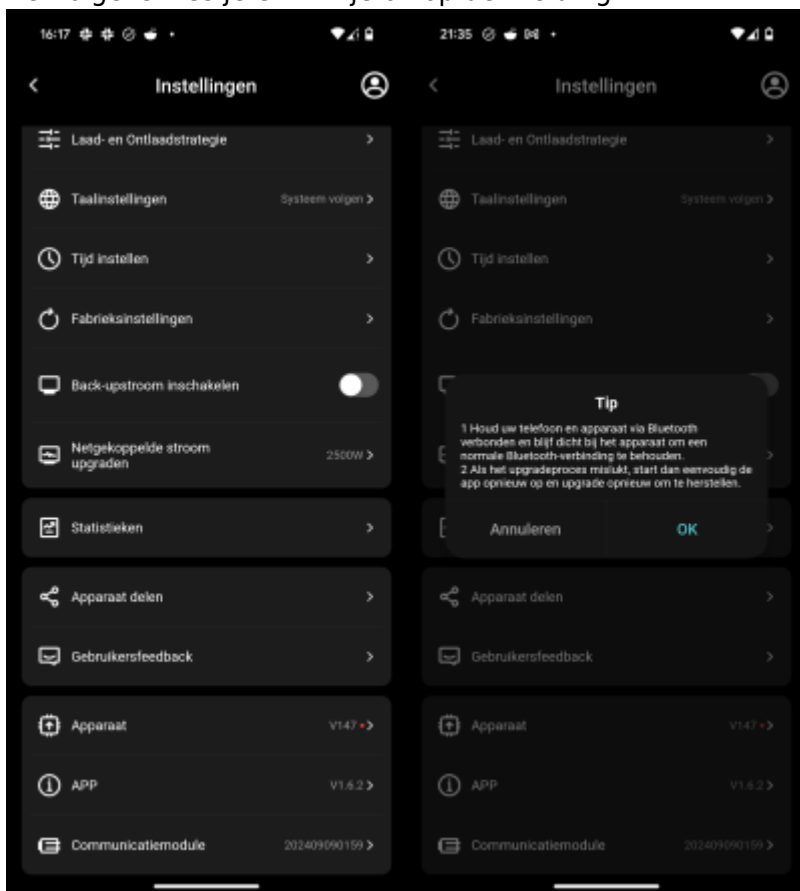 16:17
Instellingen
Laad- en Ontlaadstrategie
Taalinstellingen
Systeem volgen
Tijd instellen
Fabrieksinstellingen
Back-upstroom inschakelen
Netgekoppelde stroom
upgraden
2500W
Statistieken
Apparaat delen
Gebruikersfeedback
Apparaat
V147
APP
V1.6.2
Communicatiemodule
202409090159
21:35
Instellingen
Laad- en Ontlaadstrategie
Taalinstellingen
Systeem volgen
Tijd instellen
Fabrieksinstellingen
Tip
1 Houd uw telefoon en apparaat via Bluetooth
verbonden en blijf dicht bij het apparaat om een
normale Bluetooth-verbinding te behouden.
2 Als het upgradeproces mislukt, start dan eenvoudig de
app opnieuw op en upgrade opnieuw om te herstellen.
Annuleren
OK
Apparaat delen
Gebruikersfeedback
Apparaat
V147
APP
V1.6.2
Communicatiemodule
202409090159